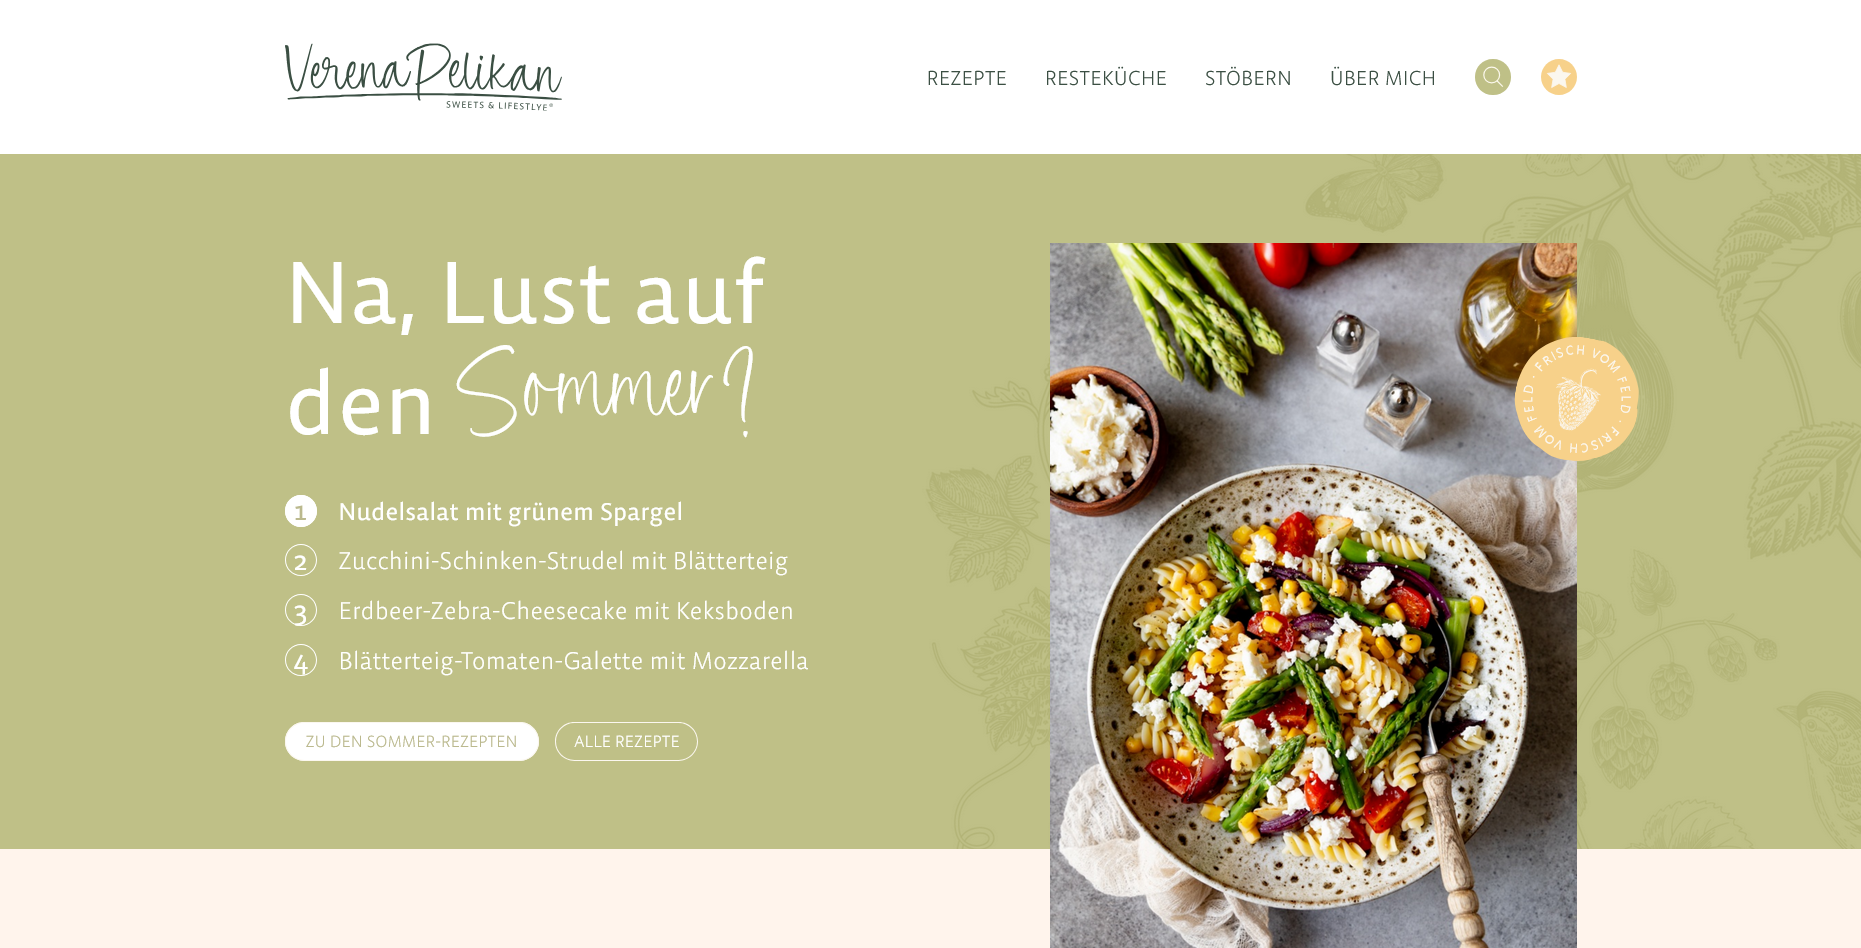 Verena Pelikan
SWEETS & LIFESTLYE®
REZEPTE RESTEKÜCHE STÖBERN ÜBER MICH
Na, Lust auf
den Sommer?
1 Nudelsalat mit grünem Spargel
2 Zucchini-Schinken-Strudel mit Blätterteig
3 Erdbeer-Zebra-Cheesecake mit Keksboden
4 Blätterteig-Tomaten-Galette mit Mozzarella
ZU DEN SOMMER-REZEPTEN ALLE REZEPTE
FRISCH VOM FELD · FRISCH VOM FELD ·